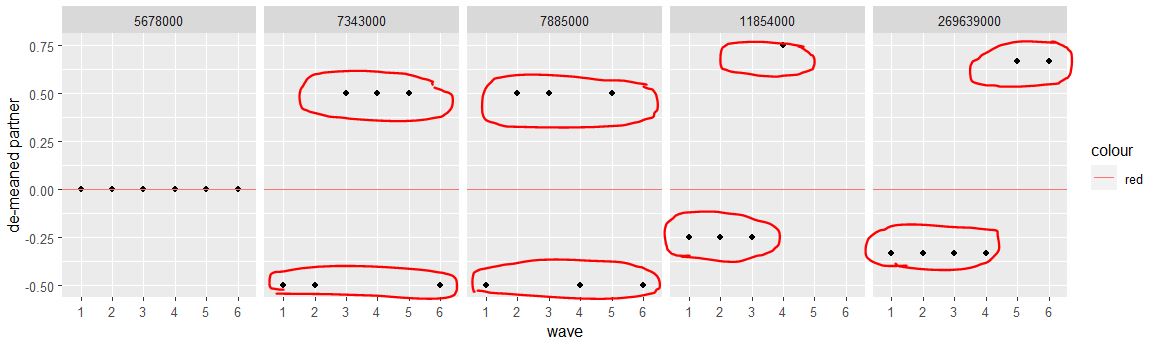 5678000 7343000 7885000 11854000 269639000
0.75
0.50
0.25
0.00
-0.25
-0.50
de-meaned partner
1 2 3 4 5 6 1 2 3 4 5 6 1 2 3 4 5 6 1 2 3 4 5 6 1 2 3 4 5 6
wave
colour
red